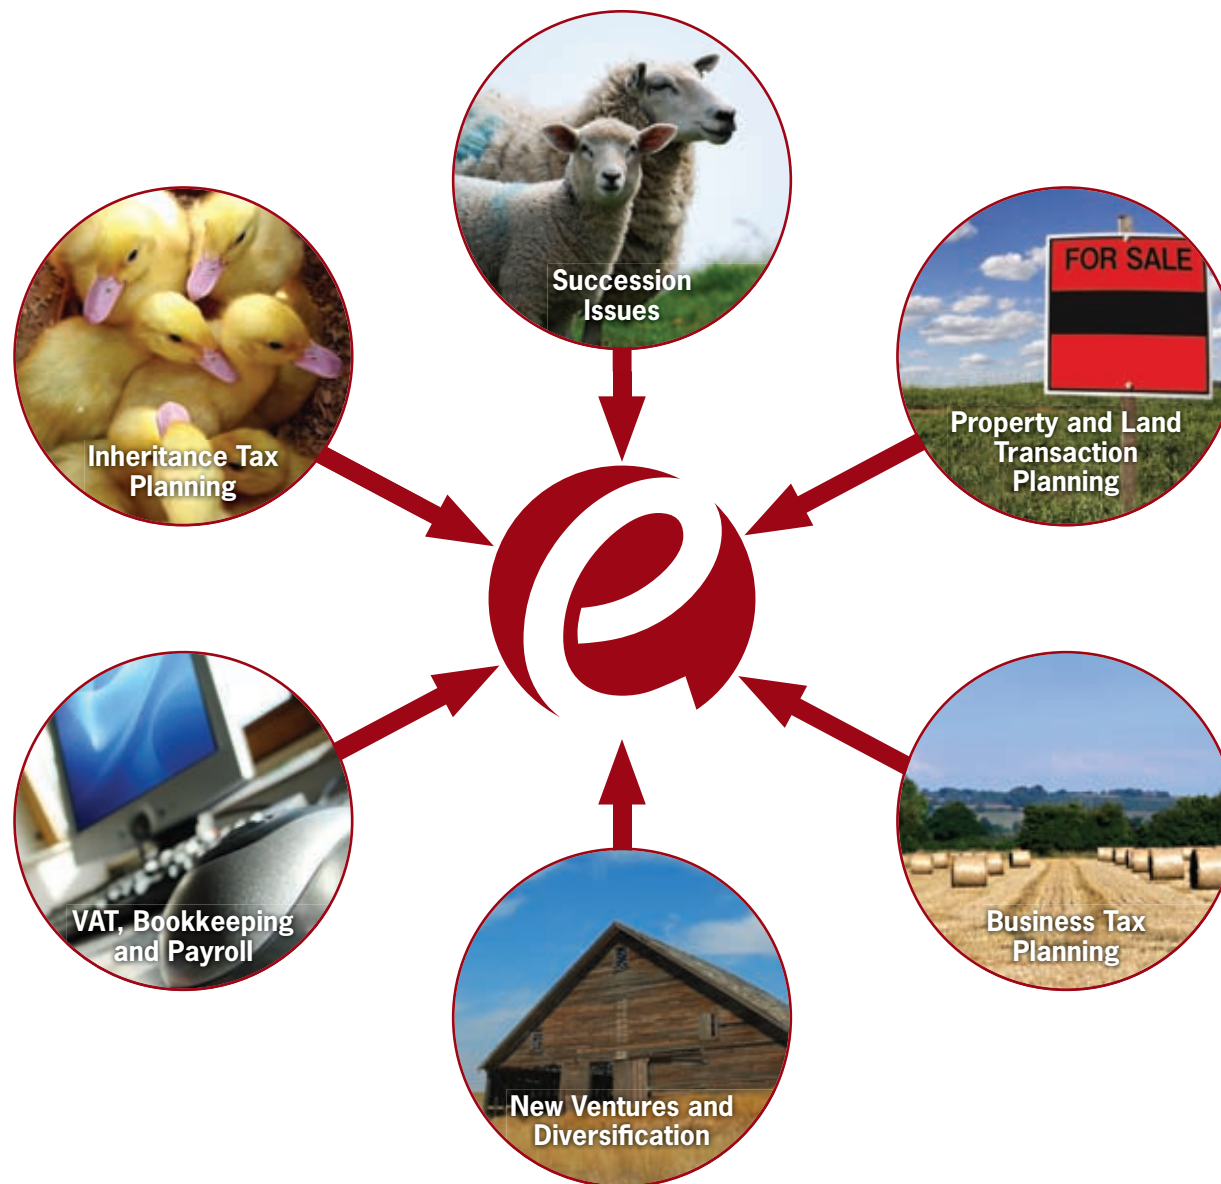 Succession
Issues
FOR SALE
Property and Land
Transaction
Planning
Inheritance Tax
Planning
VAT, Bookkeeping
and Payroll
Business Tax
Planning
New Ventures and
Diversification